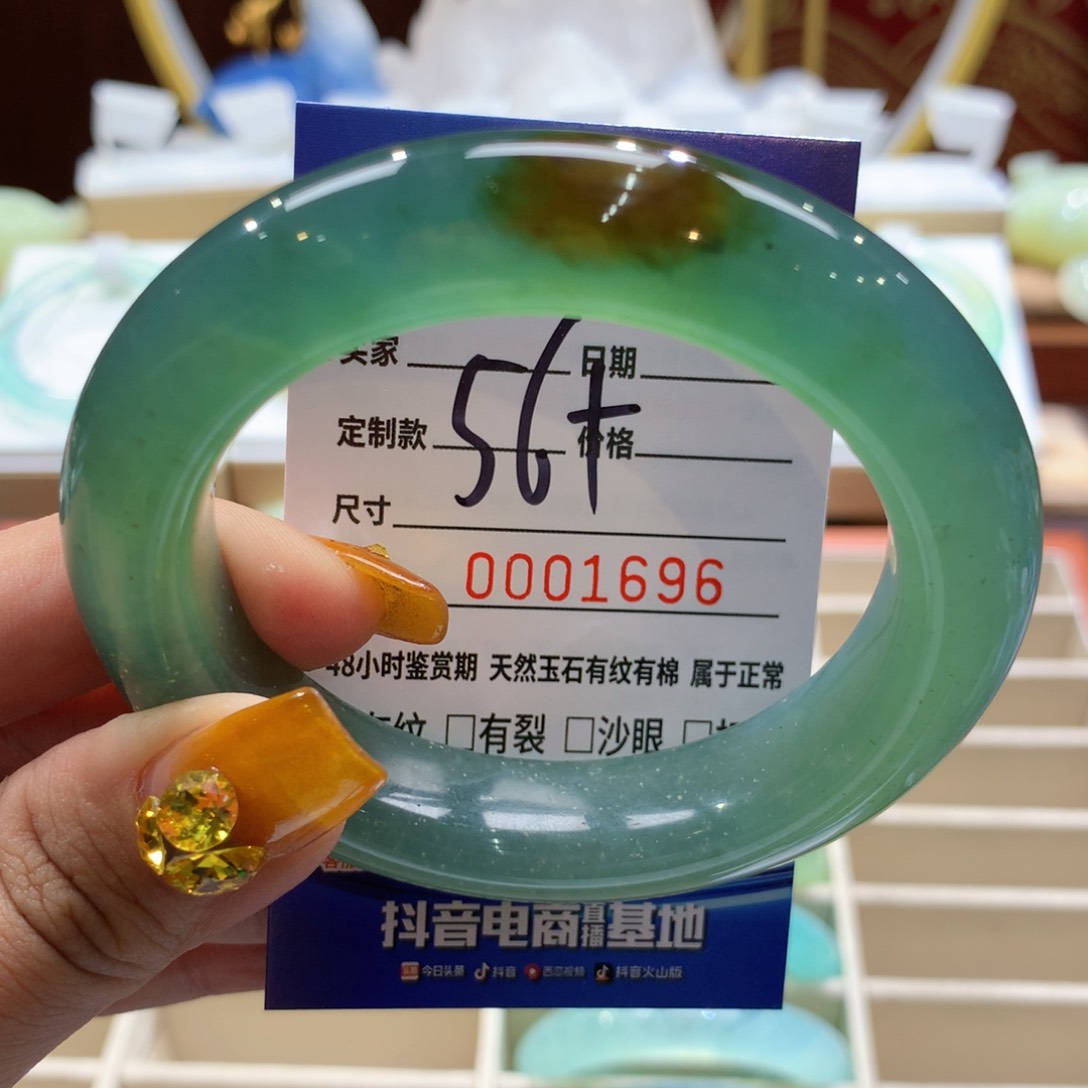 卖家 日期
定制款 价格
56+
尺寸
0001696
48小时鉴赏期 天然玉石有纹有棉 属于正常
有纹 □有裂 □沙眼 □
抖音电商直播基地
今日头条 抖音 西瓜视频 抖音火山版